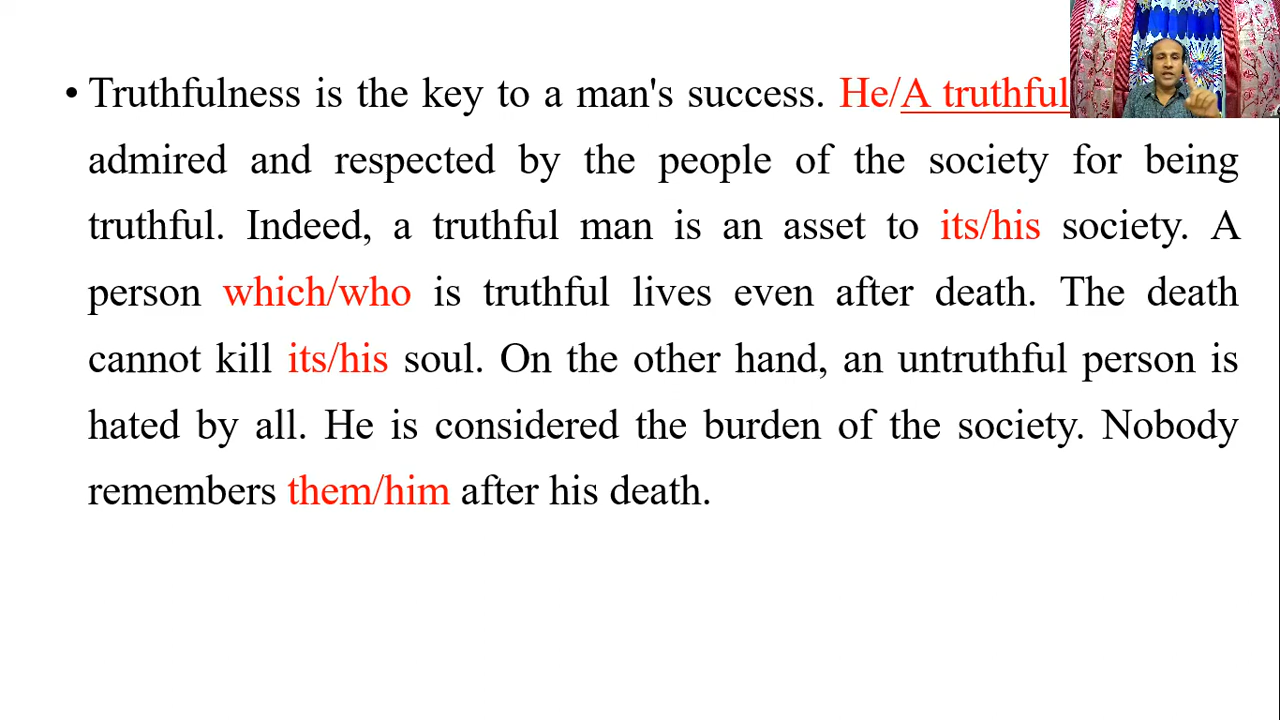 • Truthfulness is the key to a man's success. He/A truthful
admired and respected by the people of the society for being
truthful. Indeed, a truthful man is an asset to its/his society. A
person which/who is truthful lives even after death. The death
cannot kill its/his soul. On the other hand, an untruthful person is
hated by all. He is considered the burden of the society. Nobody
remembers them/him after his death.